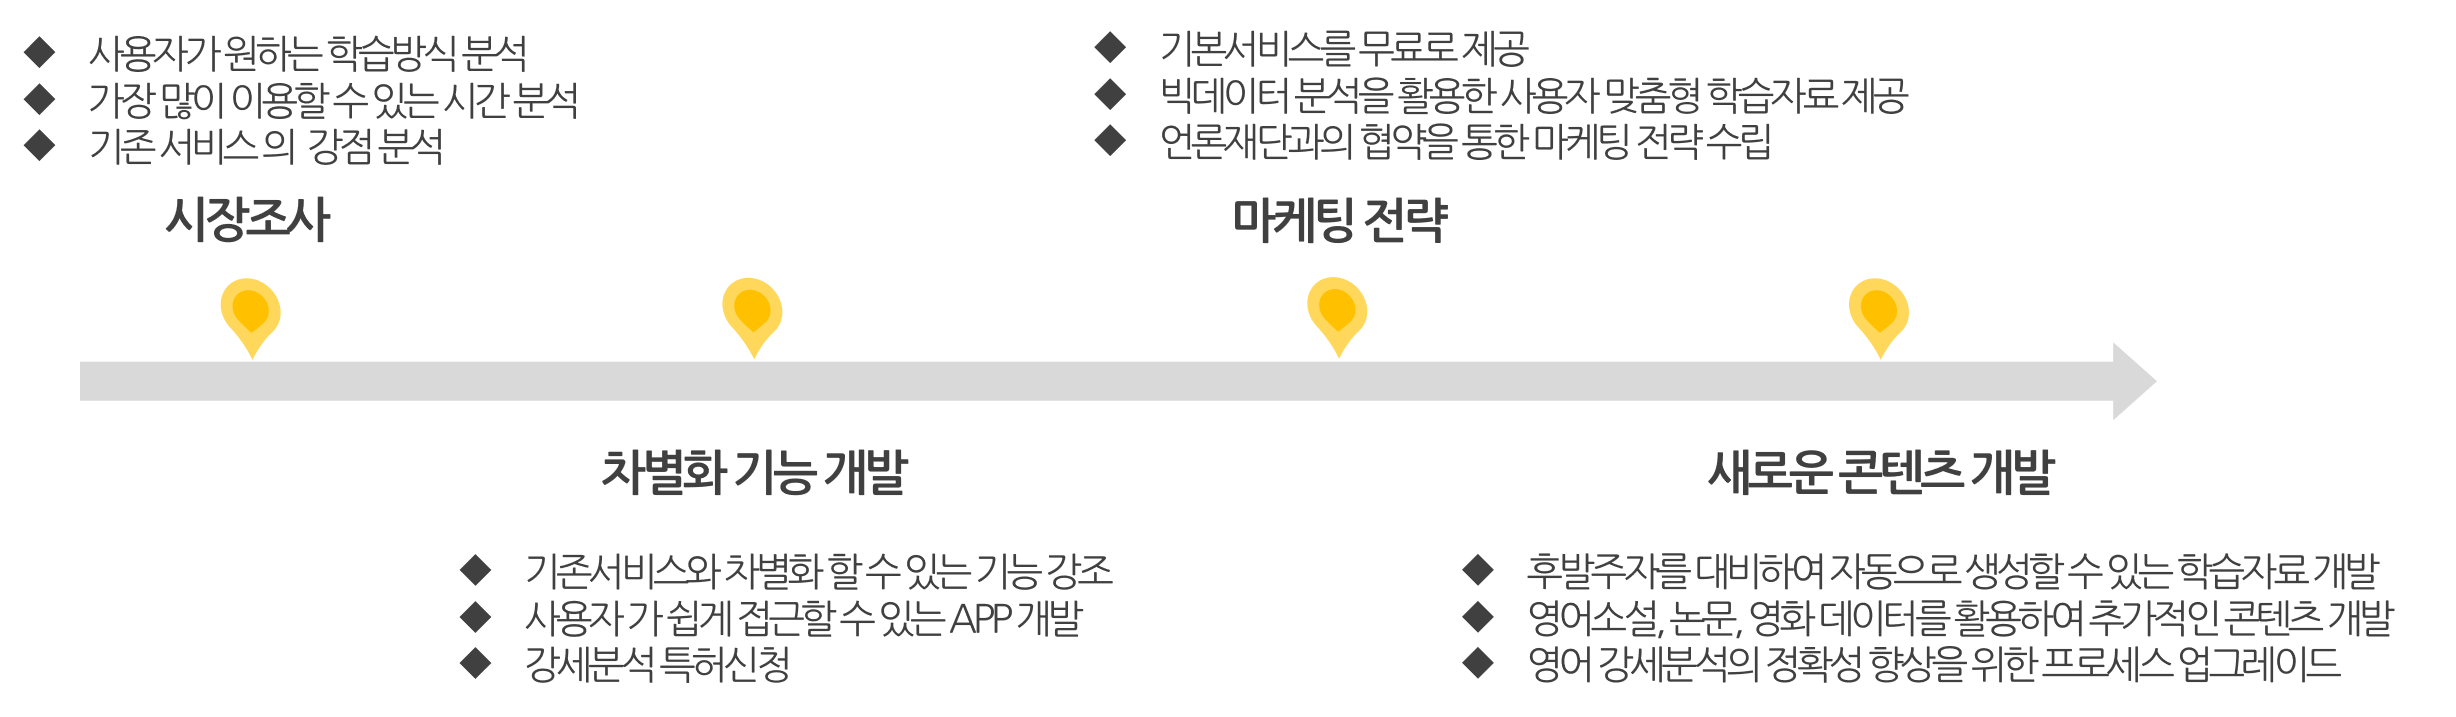 ◆ 사용자가 원하는 학습방식 분석
◆ 가장 많이 이용할 수 있는 시간 분석
◆ 기존 서비스 의 강점 분석
시장조사
◆ 기본서비스를 무료로 제공
◆ 빅데이터 분석을 활용한 사용자 맞춤형 학습자료 제공
◆ 언론재단과의 협약을 통한 마케팅 전략 수립
마케팅 전략
차별화 기능 개발
◆ 기존서비스와 차별화 할 수 있는 기능 강조
◆ 사용자 가 쉽게 접근할 수 있는 APP 개발
◆ 강세분석 특허신청
새로운 콘텐츠 개발
◆ 후발주자를 대비하여 자동으로 생성할 수 있는 학습자료 개발
◆ 영어소설, 논문, 영화 데이터를 활용하여 추가적인 콘텐츠 개발
◆ 영어 강세분석의 정확성 향상을 위한 프로세스 업그레이드